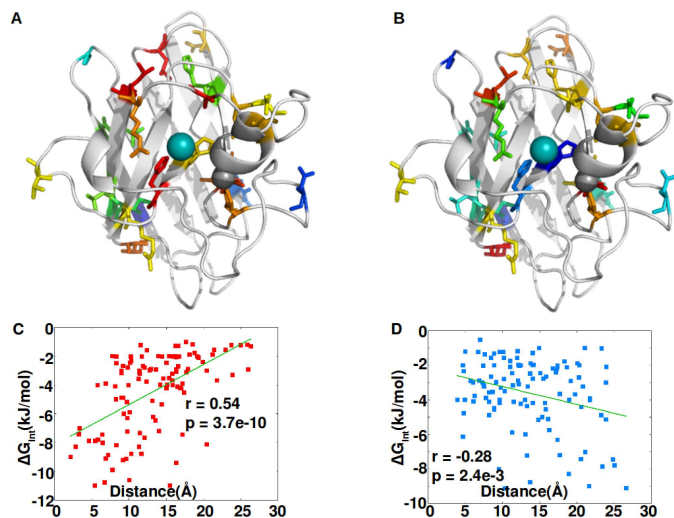 A
B
C
0
-2
-4
-6
-8
-10
-12
ΔG_Int(kJ/mol)
r = 0.54
p = 3.7e-10
Distance(Å)
0 5 10 15 20 25 30
D
0
-2
-4
-6
-8
-10
ΔG_Int(kJ/mol)
r = -0.28
p = 2.4e-3
Distance(Å)
0 5 10 15 20 25 30